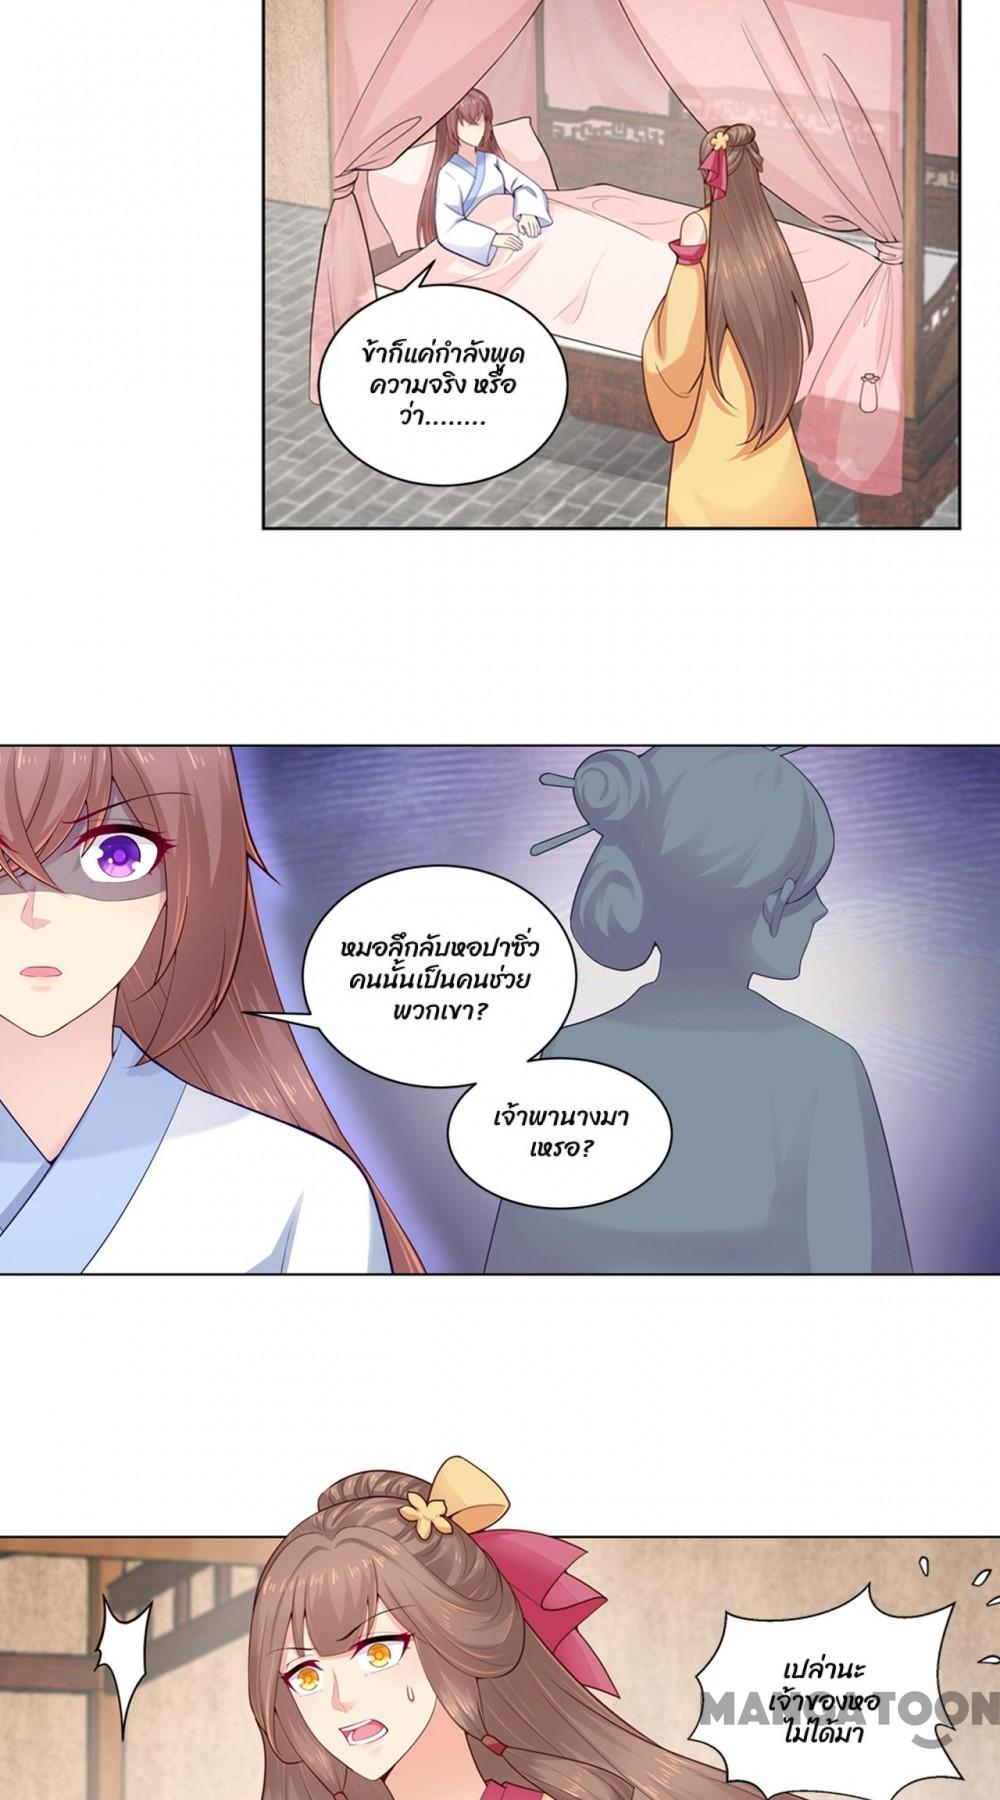 ข้าก็แค่กำลังพูด
ความจริง หรือ
ว่า........
หมอลึกลับหอปาซิ่ว
คนนั้นเป็นคนช่วย
พวกเขา?
เจ้าพานางมา
เหรอ?
เปล่านะ
เจ้าของหอ
ไม่ได้มา
MANGATOON